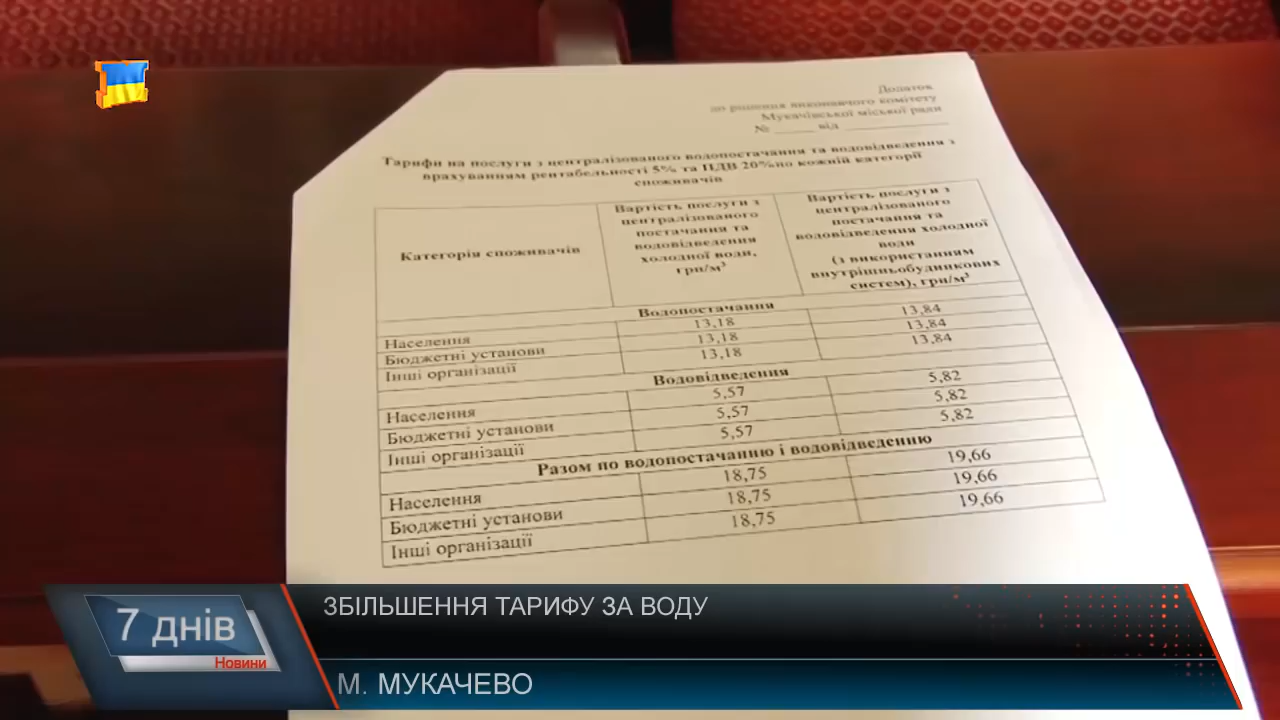 Додаток
до рішення виконавчого комітету
Мукачівської міської ради
№ ______ від ______________
Тарифи на послуги з централізованого водопостачання та водовідведення з
врахуванням рентабельності 5% та ПДВ 20%по кожній категорії
споживачів
Категорія споживачів
Вартість послуги з
централізованого
постачання та
водовідведення
холодної води,
грн/м³
Вартість послуги з
централізованого
постачання та
водовідведення холодної
води
(з використанням
внутрішньобудинкових
систем), грн/м³
Водопостачання
Населення 13,18 13,84
Бюджетні установи 13,18 13,84
Інші організації 13,18 13,84
Водовідведення
Населення 5,57 5,82
Бюджетні установи 5,57 5,82
Інші організації 5,57 5,82
Разом по водопостачанню і водовідведенню
Населення 18,75 19,66
Бюджетні установи 18,75 19,66
Інші організації 18,75 19,66
7 днів
Новини
ЗБІЛЬШЕННЯ ТАРИФУ ЗА ВОДУ
М. МУКАЧЕВО